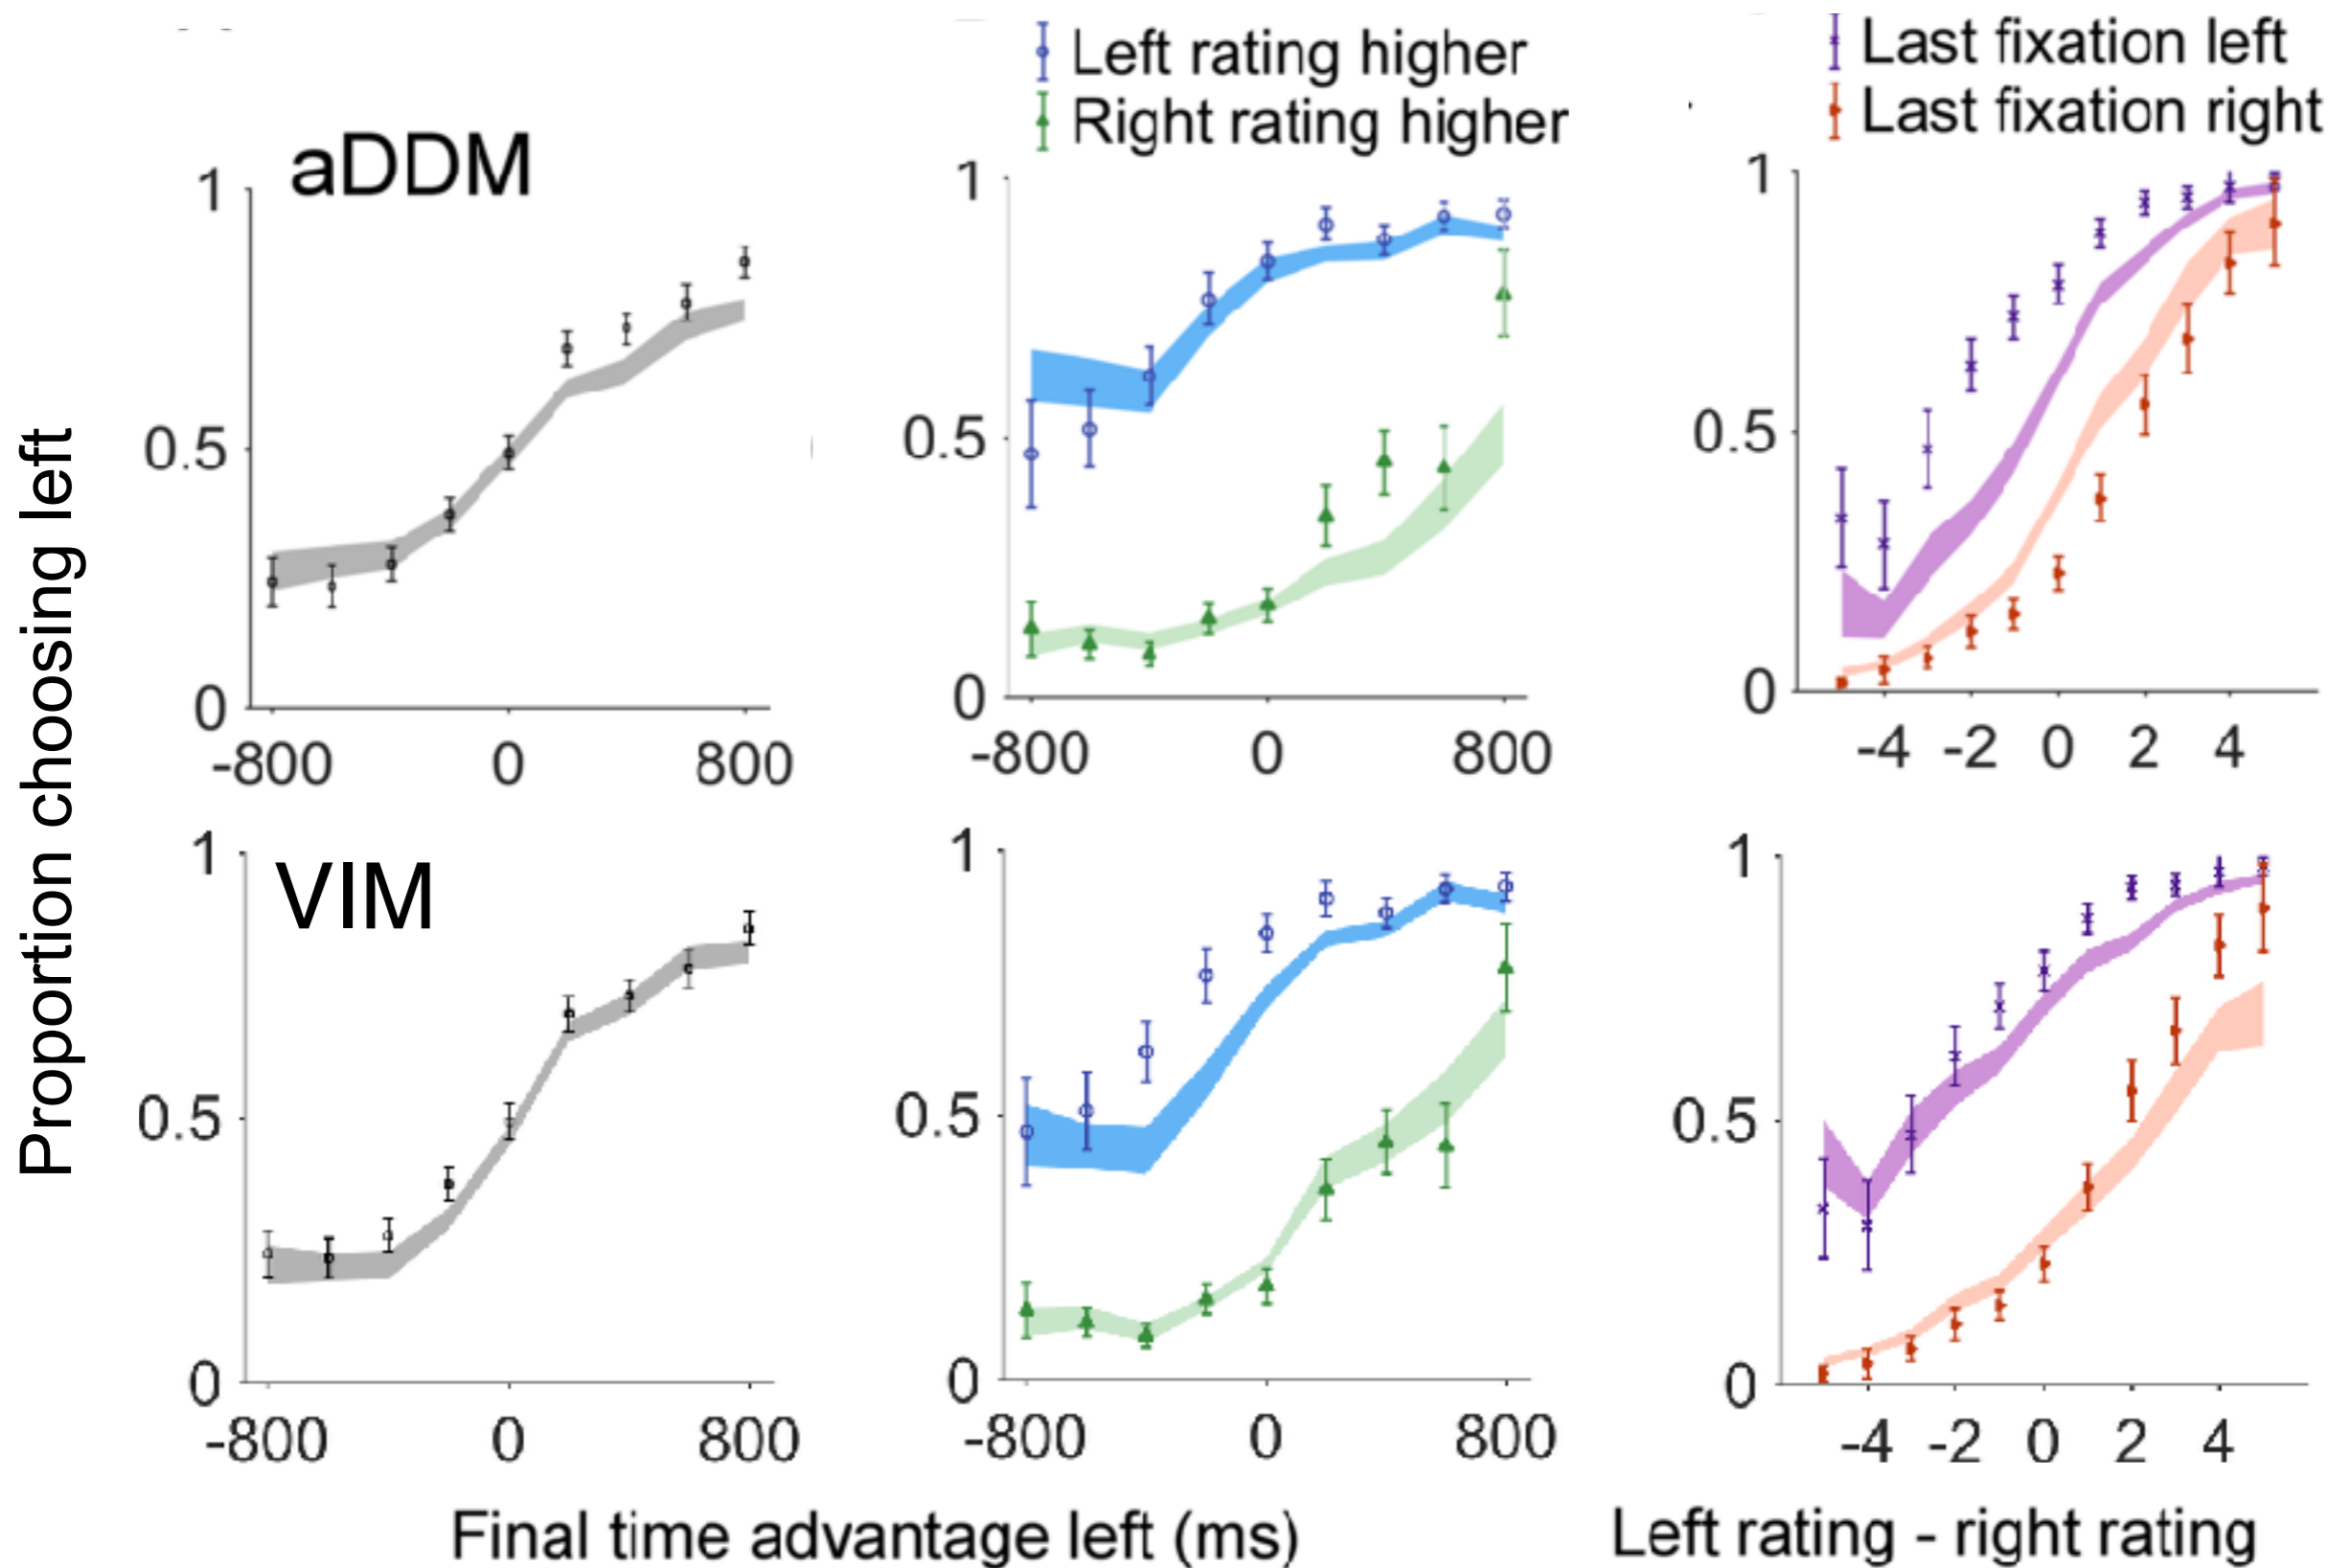 Left rating higher
Right rating higher
Last fixation left
Last fixation right
Proportion choosing left
aDDM
1
0.5
0
-800 0 800
1
0.5
0
-800 0 800
1
0.5
0
-4 -2 0 2 4
VIM
1
0.5
0
-800 0 800
1
0.5
0
-800 0 800
1
0.5
0
-4 -2 0 2 4
Final time advantage left (ms)
Left rating - right rating